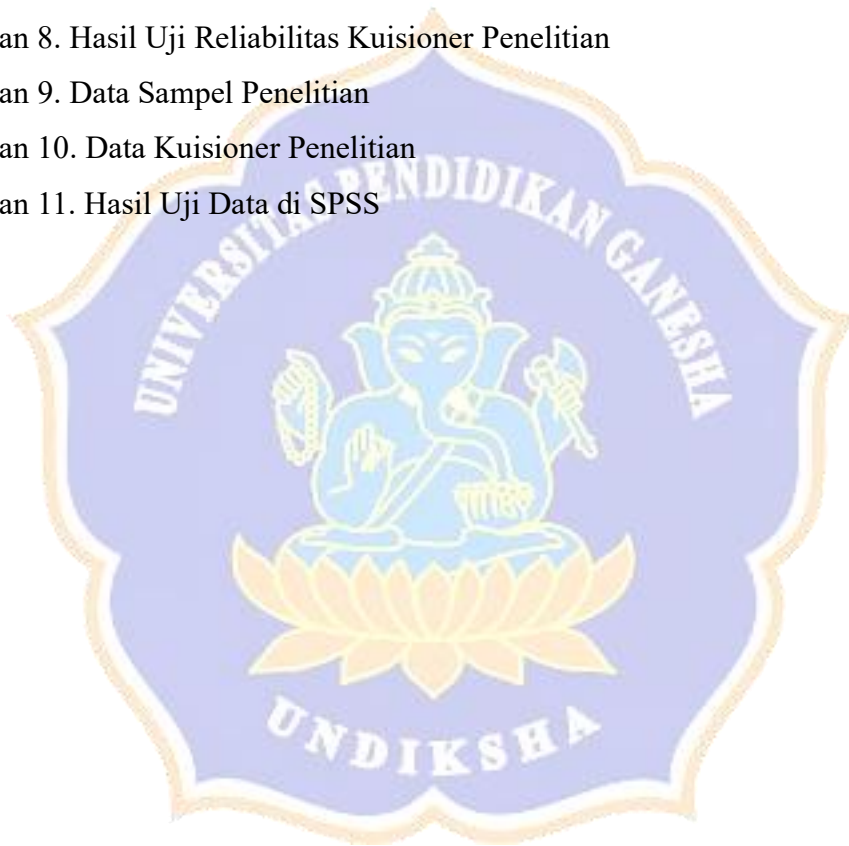 an 8. Hasil Uji Reliabilitas Kuisioner Penelitian
an 9. Data Sampel Penelitian
an 10. Data Kuisioner Penelitian
an 11. Hasil Uji Data di SPSS
UNIVERSITAS PENDIDIKAN GANESHA
UNDIKSHA